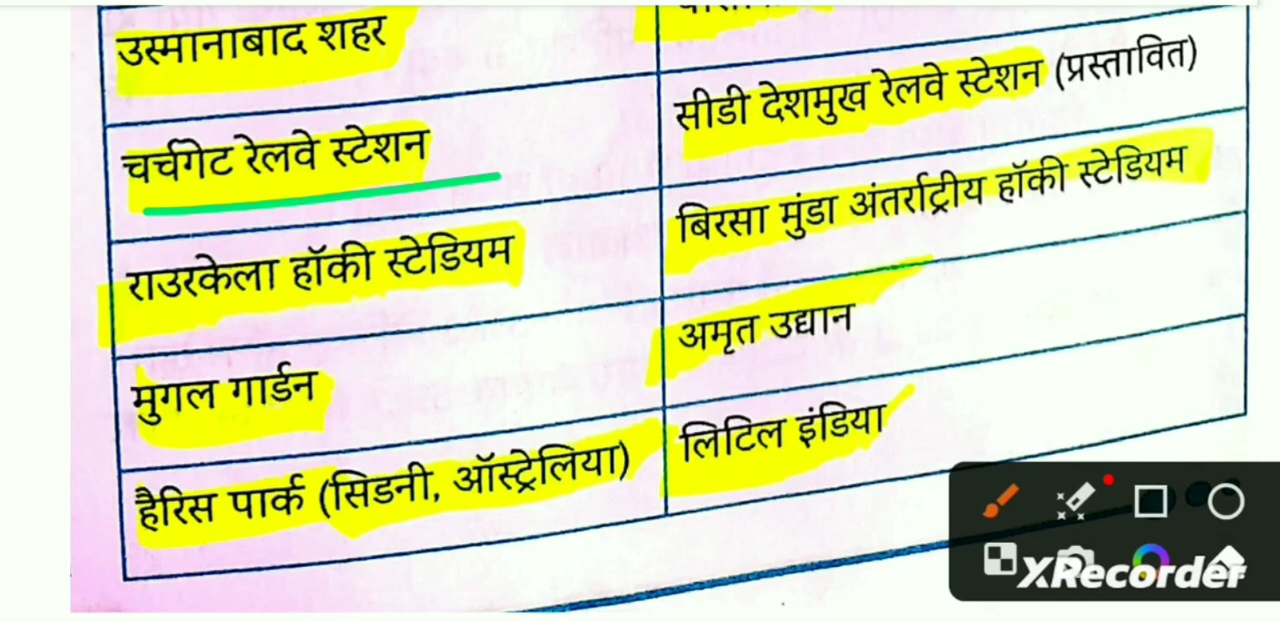 उस्मानाबाद शहर
चर्चगेट रेलवे स्टेशन
सीडी देशमुख रेलवे स्टेशन (प्रस्तावित)
राउरकेला हॉकी स्टेडियम
बिरसा मुंडा अंतर्राट्रीय हॉकी स्टेडियम
मुगल गार्डन
अमृत उद्यान
हैरिस पार्क (सिडनी, ऑस्ट्रेलिया)
लिटिल इंडिया
XRecorder